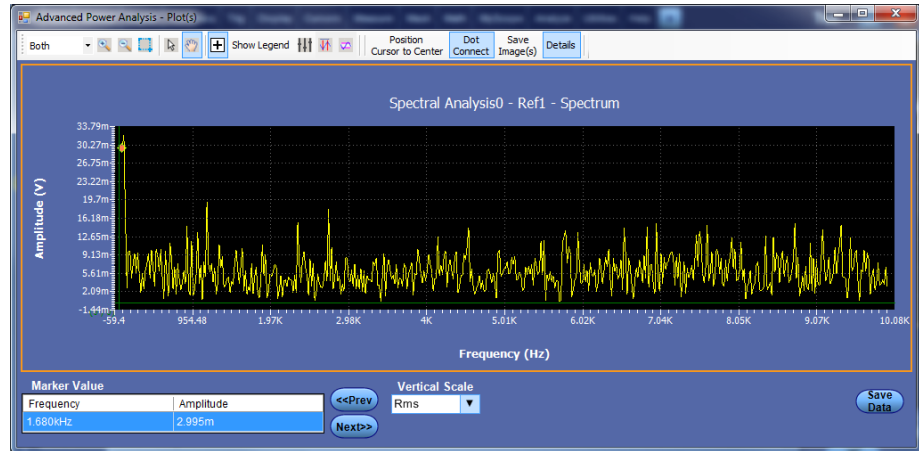 Advanced Power Analysis - Plot(s)
Both
Show Legend
Position
Cursor to Center
Dot
Connect
Save
Image(s)
Details
Spectral Analysis0 - Ref1 - Spectrum
33.79m
30.27m
26.75m
23.22m
19.7m
16.18m
12.65m
9.13m
5.61m
2.09m
-1.44m
Amplitude (V)
-59.4 954.48 1.97K 2.98K 4K 5.01K 6.02K 7.04K 8.05K 9.07K 10.08K
Frequency (Hz)
Marker Value
Frequency Amplitude
1.680kHz 2.995m
<<Prev
Next>>
Vertical Scale
Rms
Save
Data